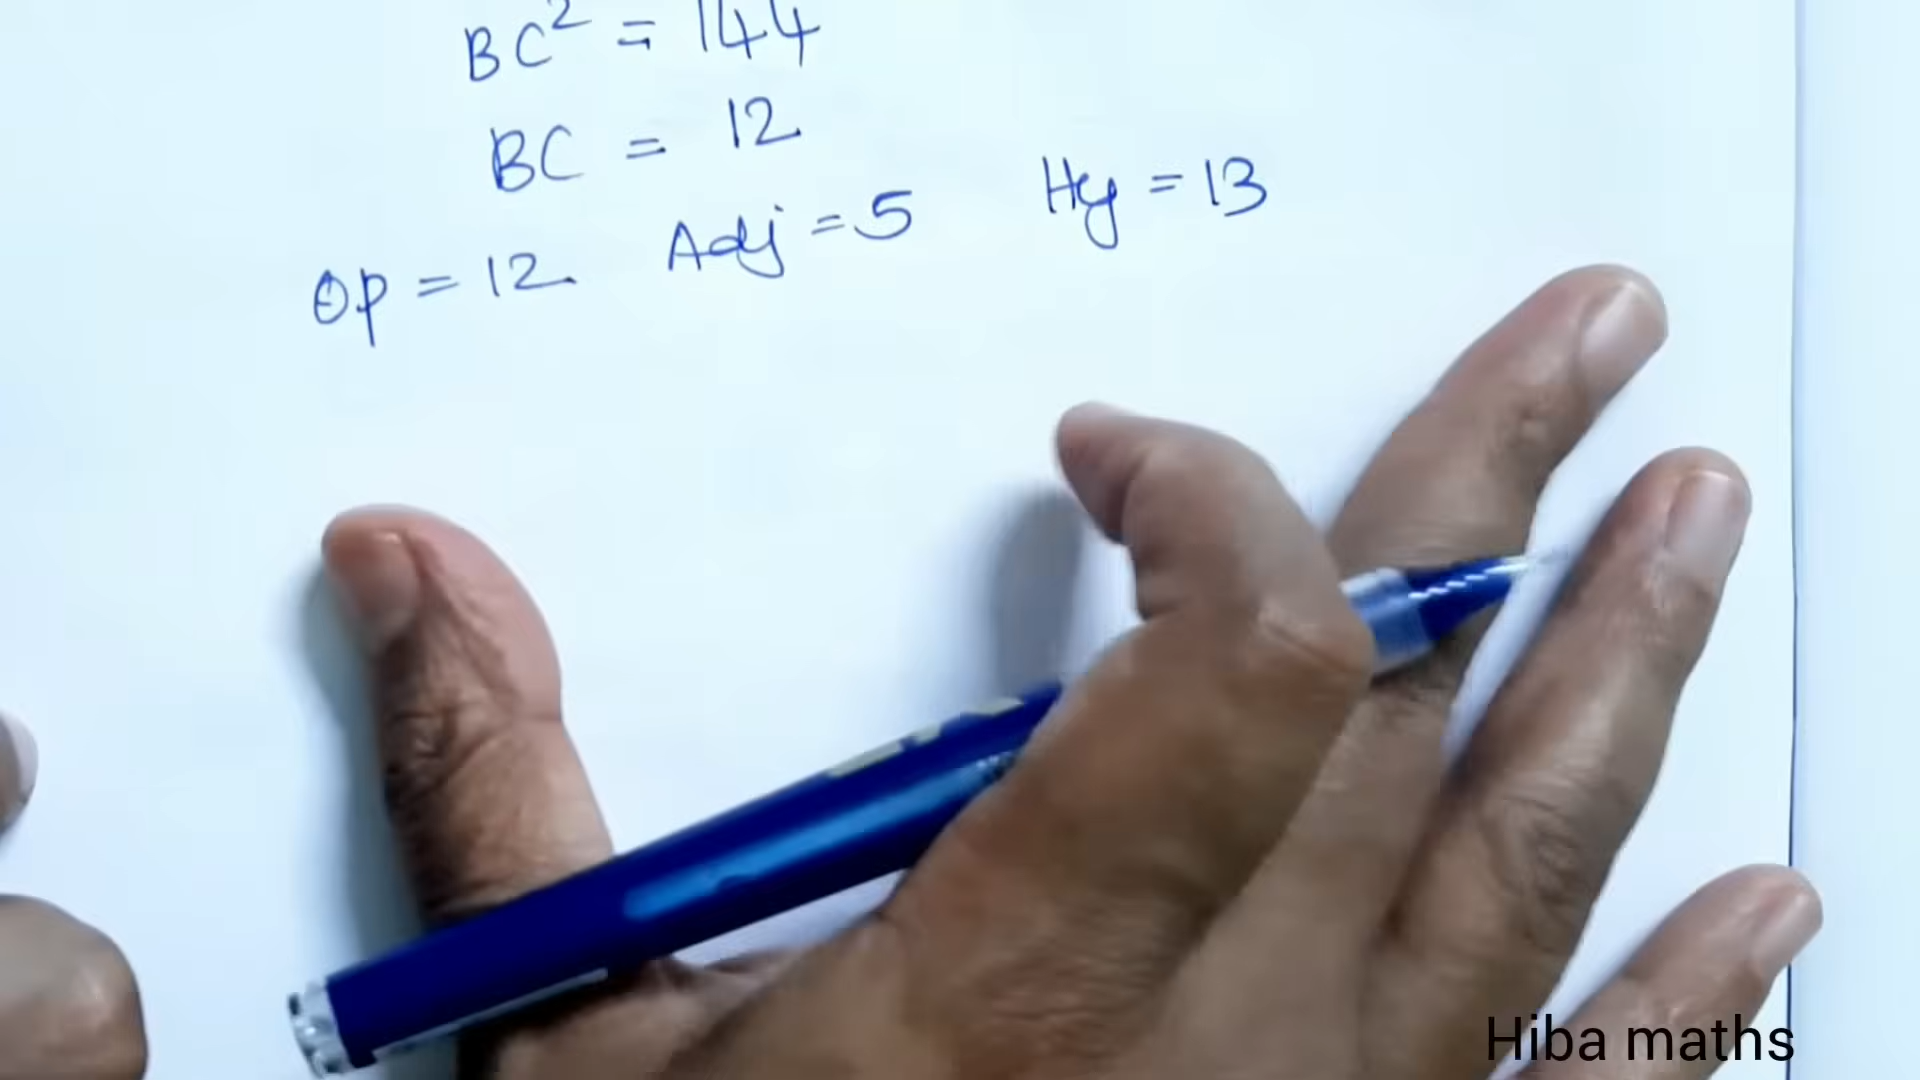 BC² = 144
BC = 12
Op = 12 Adj = 5 Hy = 13
Hiba maths